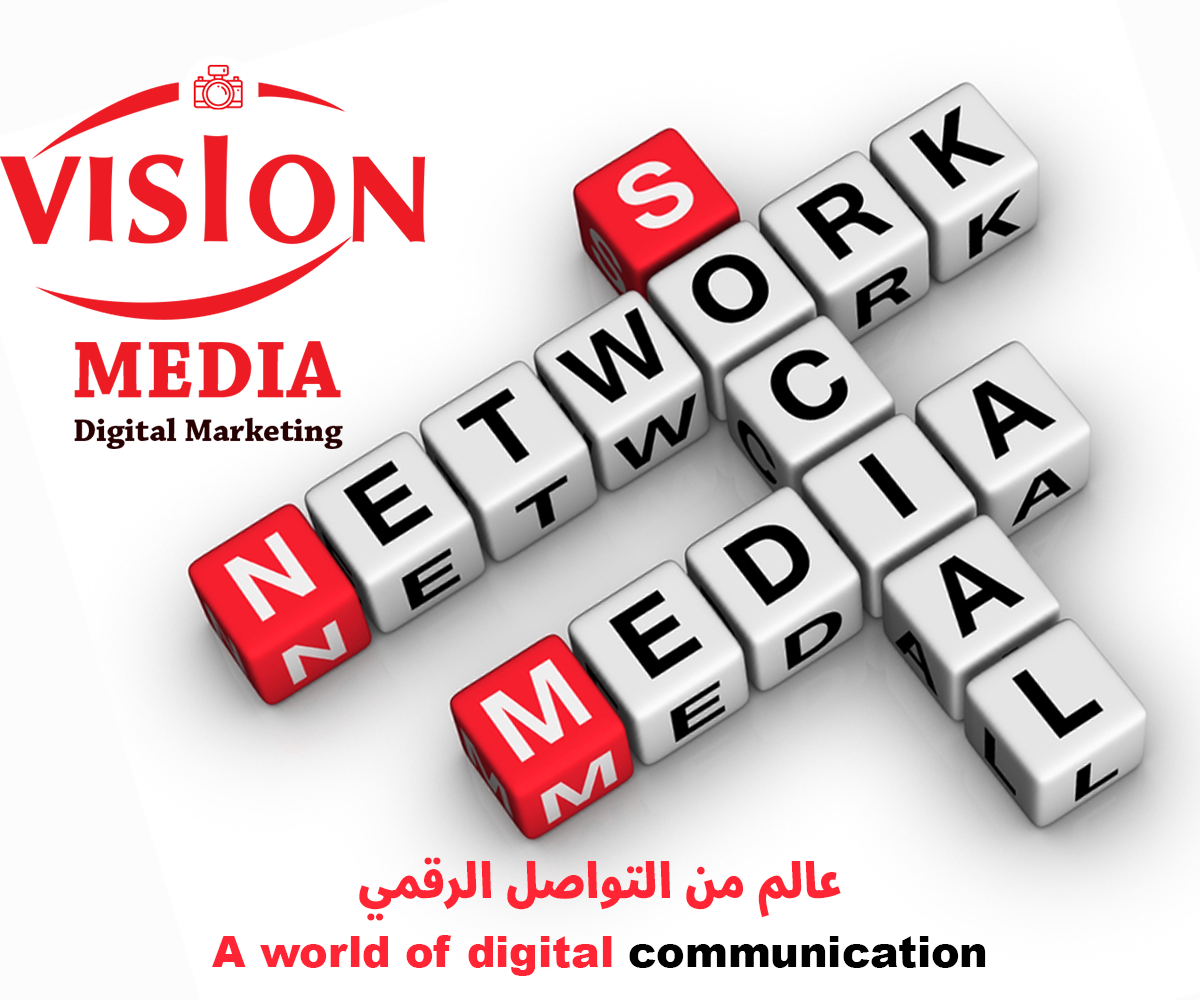 VISION
MEDIA
Digital Marketing
NETWORK
SOCIAL
MEDIA
عالم من التواصل الرقمي
A world of digital communication